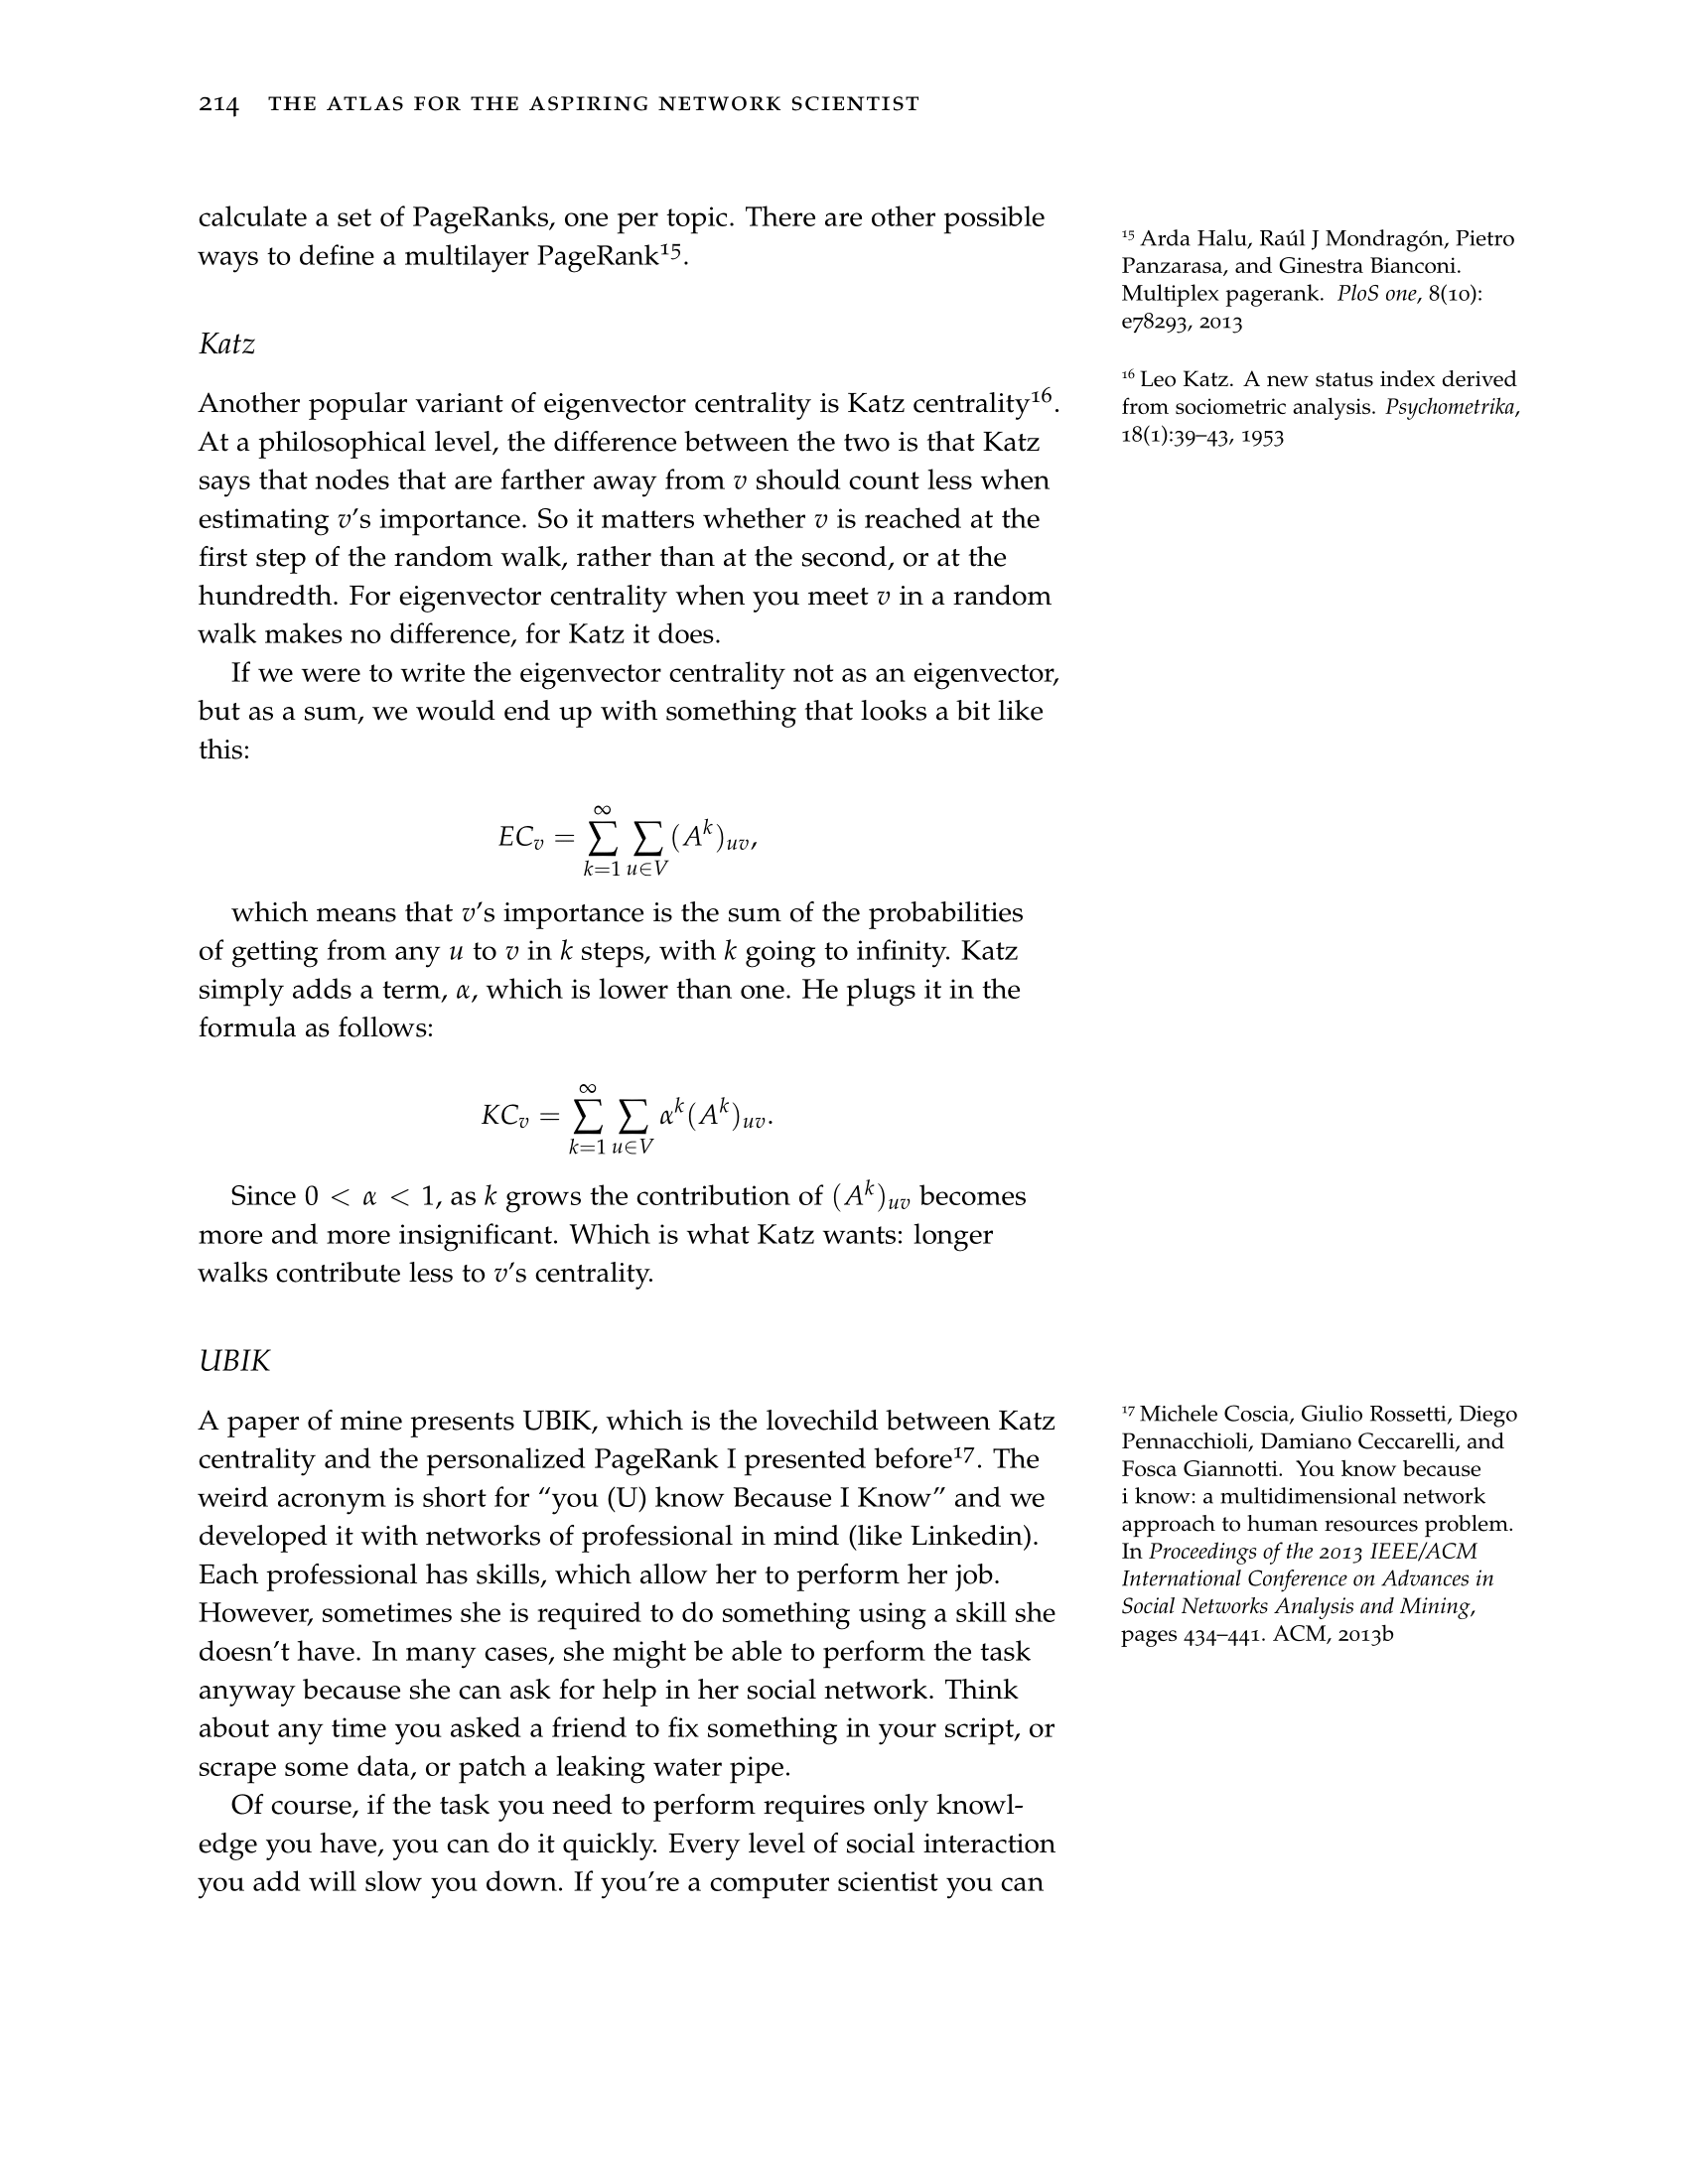 214 THE ATLAS FOR THE ASPIRING NETWORK SCIENTIST
calculate a set of PageRanks, one per topic. There are other possible
ways to define a multilayer PageRank¹⁵.
¹⁵ Arda Halu, Raúl J Mondragón, Pietro
Panzarasa, and Ginestra Bianconi.
Multiplex pagerank. PloS one, 8(10):
e78293, 2013
Katz
Another popular variant of eigenvector centrality is Katz centrality¹⁶.
At a philosophical level, the difference between the two is that Katz
says that nodes that are farther away from v should count less when
estimating v’s importance. So it matters whether v is reached at the
first step of the random walk, rather than at the second, or at the
hundredth. For eigenvector centrality when you meet v in a random
walk makes no difference, for Katz it does.
¹⁶ Leo Katz. A new status index derived
from sociometric analysis. Psychometrika,
18(1):39–43, 1953
If we were to write the eigenvector centrality not as an eigenvector,
but as a sum, we would end up with something that looks a bit like
this:
EC_v = ∑_{k=1}^{∞} ∑_{u∈V} (A^k)_{uv},
which means that v’s importance is the sum of the probabilities
of getting from any u to v in k steps, with k going to infinity. Katz
simply adds a term, α, which is lower than one. He plugs it in the
formula as follows:
KC_v = ∑_{k=1}^{∞} ∑_{u∈V} α^k (A^k)_{uv}.
Since 0 < α < 1, as k grows the contribution of (A^k)_{uv} becomes
more and more insignificant. Which is what Katz wants: longer
walks contribute less to v’s centrality.
UBIK
A paper of mine presents UBIK, which is the lovechild between Katz
centrality and the personalized PageRank I presented before¹⁷. The
weird acronym is short for “you (U) know Because I Know” and we
developed it with networks of professional in mind (like Linkedin).
Each professional has skills, which allow her to perform her job.
However, sometimes she is required to do something using a skill she
doesn’t have. In many cases, she might be able to perform the task
anyway because she can ask for help in her social network. Think
about any time you asked a friend to fix something in your script, or
scrape some data, or patch a leaking water pipe.
¹⁷ Michele Coscia, Giulio Rossetti, Diego
Pennacchioli, Damiano Ceccarelli, and
Fosca Giannotti. You know because
i know: a multidimensional network
approach to human resources problem.
In Proceedings of the 2013 IEEE/ACM
International Conference on Advances in
Social Networks Analysis and Mining,
pages 434–441. ACM, 2013b
Of course, if the task you need to perform requires only knowl-
edge you have, you can do it quickly. Every level of social interaction
you add will slow you down. If you’re a computer scientist you can